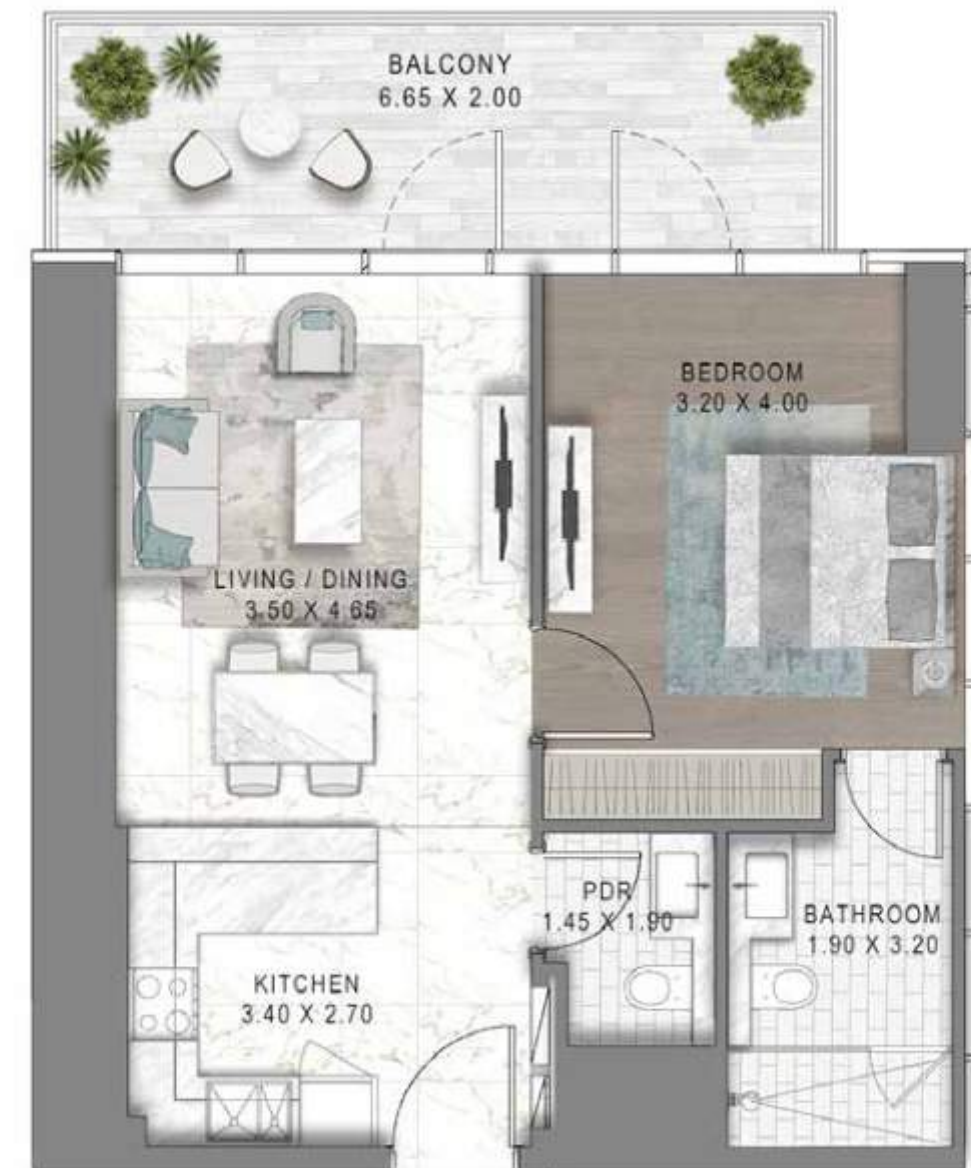 BALCONY
6.65 X 2.00
BEDROOM
3.20 X 4.00
LIVING / DINING
3.50 X 4.65
PDR
1.45 X 1.90
BATHROOM
1.90 X 3.20
KITCHEN
3.40 X 2.70